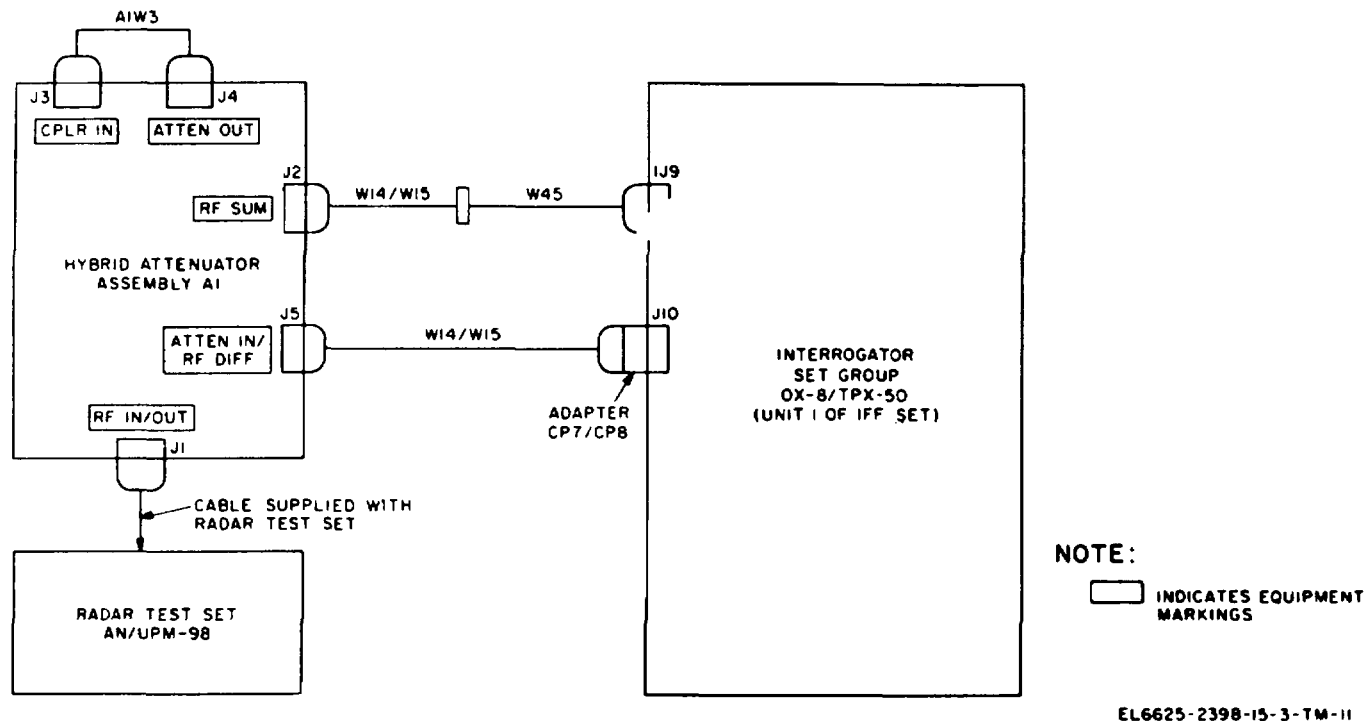 A1W3
J3
J4
CPLR IN
ATTEN OUT
J2
W14/W15
W45
1J9
RF SUM
HYBRID ATTENUATOR
ASSEMBLY A1
J5
W14/W15
J10
ATTEN IN/
RF DIFF
ADAPTER
CP7/CP8
INTERROGATOR
SET GROUP
OX-8/TPX-50
(UNIT 1 OF IFF SET)
RF IN/OUT
J1
CABLE SUPPLIED WITH
RADAR TEST SET
RADAR TEST SET
AN/UPM-98
NOTE:
INDICATES EQUIPMENT
MARKINGS
EL6625-2398-15-3-TM-11